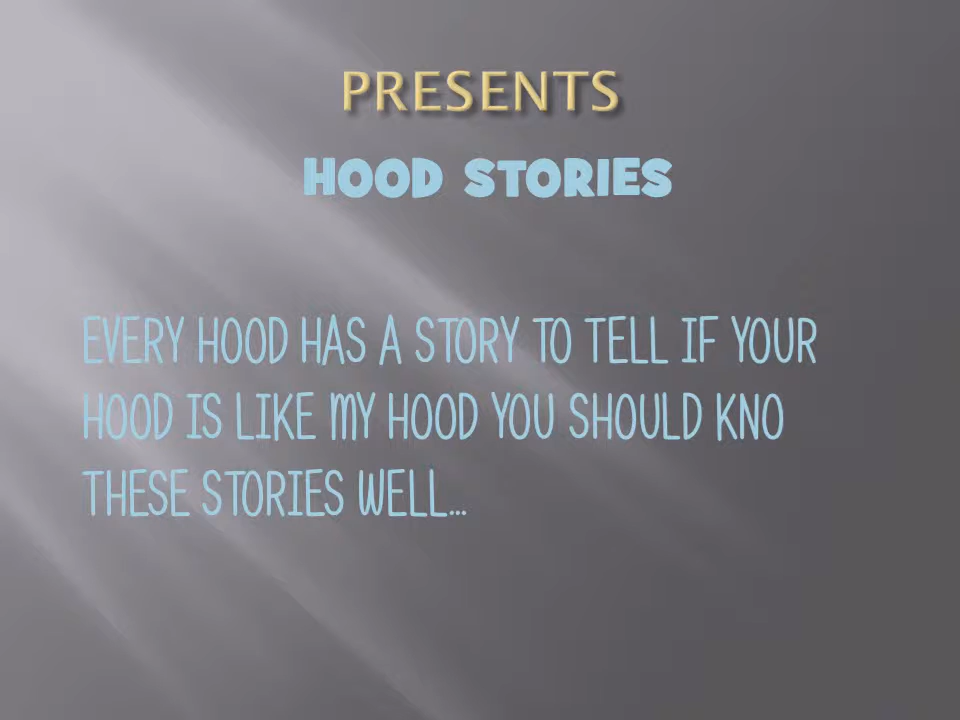 PRESENTS
HOOD STORIES
EVERY HOOD HAS A STORY TO TELL IF YOUR
HOOD IS LIKE MY HOOD YOU SHOULD KNO
THESE STORIES WELL...